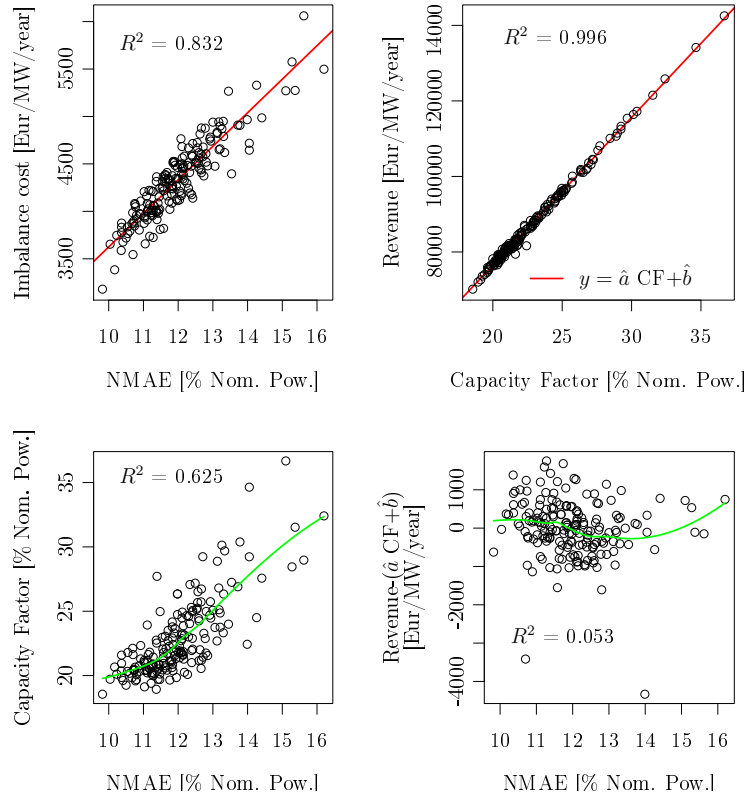 R² = 0.832
Imbalance cost [Eur/MW/year]
3500 4500 5500
10 11 12 13 14 15 16
NMAE [% Nom. Pow.]
R² = 0.996
Revenue [Eur/MW/year]
80000 100000 120000 14000
y = â CF+b̂
20 25 30 35
Capacity Factor [% Nom. Pow.]
R² = 0.625
Capacity Factor [% Nom. Pow.]
20 25 30 35
10 11 12 13 14 15 16
NMAE [% Nom. Pow.]
Revenue-(â CF+b̂)
[Eur/MW/year]
-4000 -2000 0 1000
R² = 0.053
10 11 12 13 14 15 16
NMAE [% Nom. Pow.]